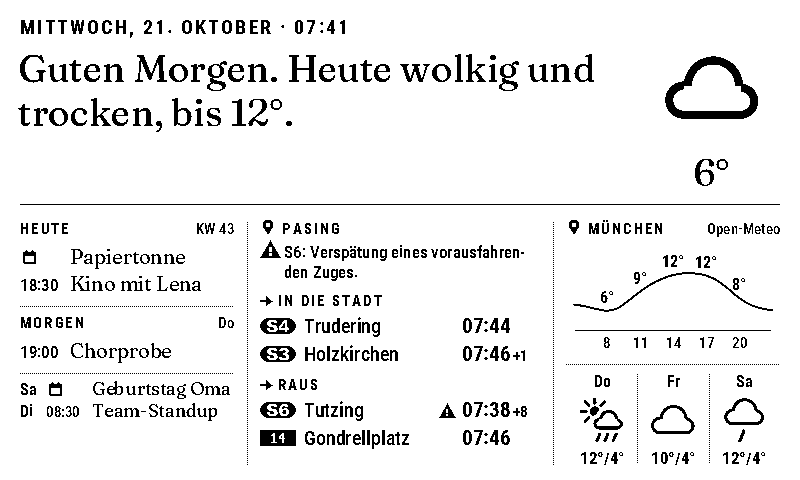 MITTWOCH, 21. OKTOBER · 07:41
Guten Morgen. Heute wolkig und
trocken, bis 12°.
6°
HEUTE KW 43
Papiertonne
18:30 Kino mit Lena
MORGEN Do
19:00 Chorprobe
Sa Geburtstag Oma
Di 08:30 Team-Standup
PASING
S6: Verspätung eines vorausfahren-
den Zuges.
→ IN DIE STADT
S4 Trudering 07:44
S3 Holzkirchen 07:46+1
→ RAUS
S6 Tutzing 07:38+8
14 Gondrellplatz 07:46
MÜNCHEN Open-Meteo
6° 9° 12° 12° 8°
8 11 14 17 20
Do Fr Sa
12°/4° 10°/4° 12°/4°